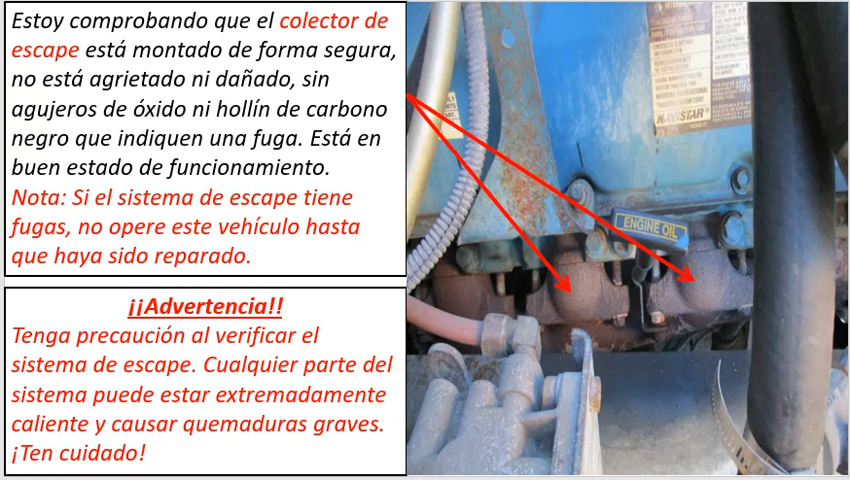 Estoy comprobando que el colector de
escape está montado de forma segura,
no está agrietado ni dañado, sin
agujeros de óxido ni hollín de carbono
negro que indiquen una fuga. Está en
buen estado de funcionamiento.
Nota: Si el sistema de escape tiene
fugas, no opere este vehículo hasta
que haya sido reparado.
¡¡Advertencia!!
Tenga precaución al verificar el
sistema de escape. Cualquier parte del
sistema puede estar extremadamente
caliente y causar quemaduras graves.
¡Ten cuidado!
NAVISTAR
ENGINE OIL